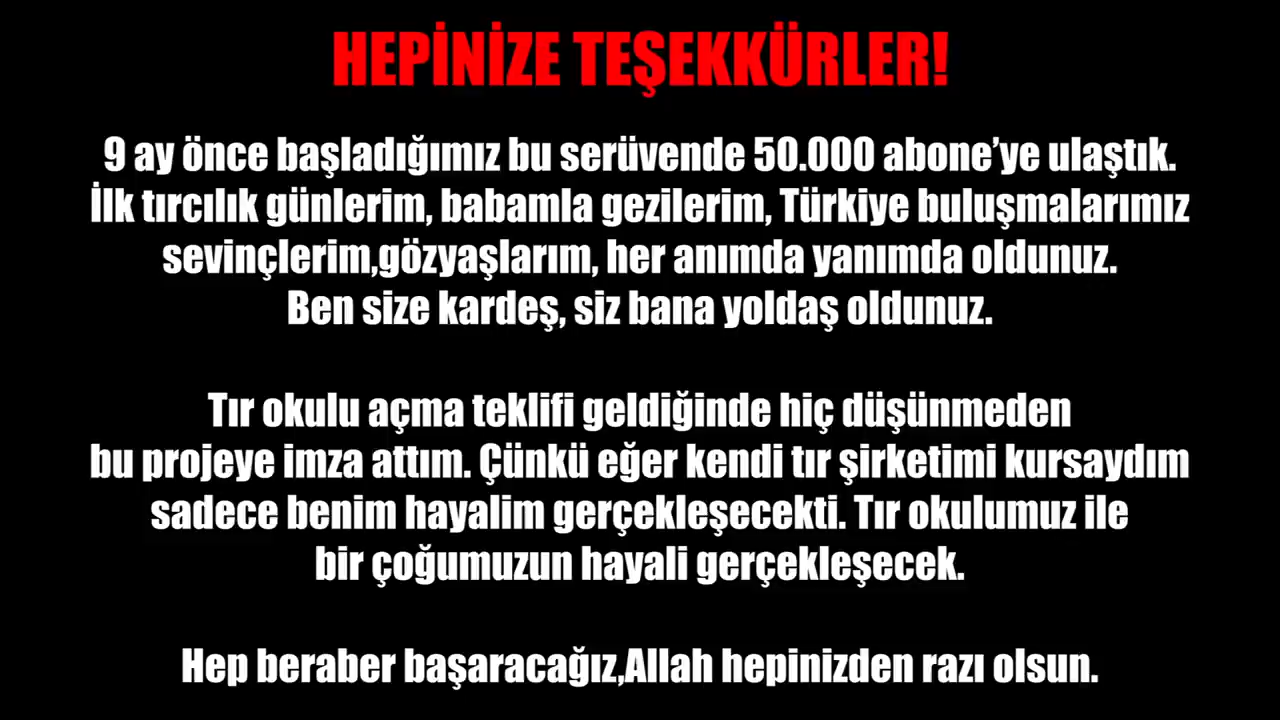 HEPİNİZE TEŞEKKÜRLER!
9 ay önce başladığımız bu serüvende 50.000 abone’ye ulaştık.
İlk tırcılık günlerim, babamla gezilerim, Türkiye buluşmalarımız
sevinçlerim,gözyaşlarım, her anımda yanımda oldunuz.
Ben size kardeş, siz bana yoldaş oldunuz.
Tır okulu açma teklifi geldiğinde hiç düşünmeden
bu projeye imza attım. Çünkü eğer kendi tır şirketimi kursaydım
sadece benim hayalim gerçekleşecekti. Tır okulumuz ile
bir çoğumuzun hayali gerçekleşecek.
Hep beraber başaracağız,Allah hepinizden razı olsun.